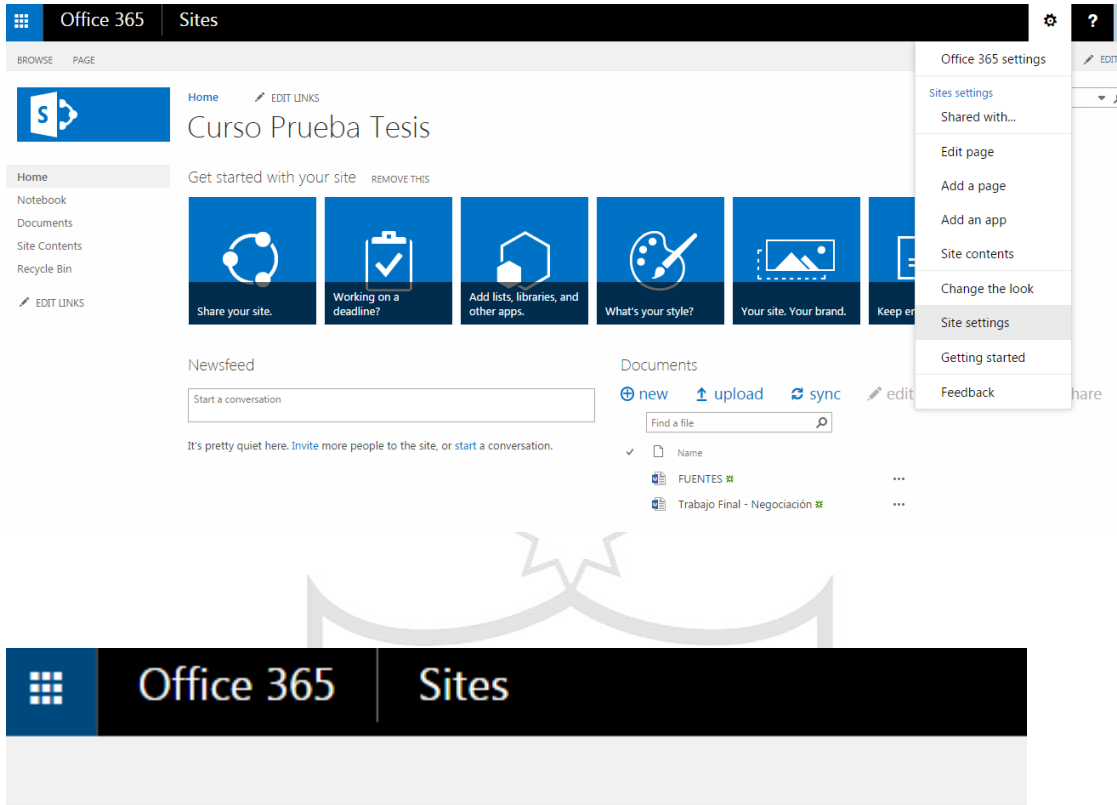 Office 365 Sites ?
BROWSE PAGE
Office 365 settings
EDIT
Home EDIT LINKS
Curso Prueba Tesis
Sites settings
Shared with...
Edit page
Add a page
Add an app
Site contents
Change the look
Site settings
Getting started
Feedback
S
Home
Notebook
Documents
Site Contents
Recycle Bin
EDIT LINKS
Get started with your site REMOVE THIS
Share your site.
Working on a
deadline?
Add lists, libraries, and
other apps.
What's your style?
Your site. Your brand.
Keep
Newsfeed
Start a conversation
It's pretty quiet here. Invite more people to the site, or start a conversation.
Documents
new upload sync edit hare
Find a file
Name
FUENTES
Trabajo Final - Negociación
Office 365 Sites